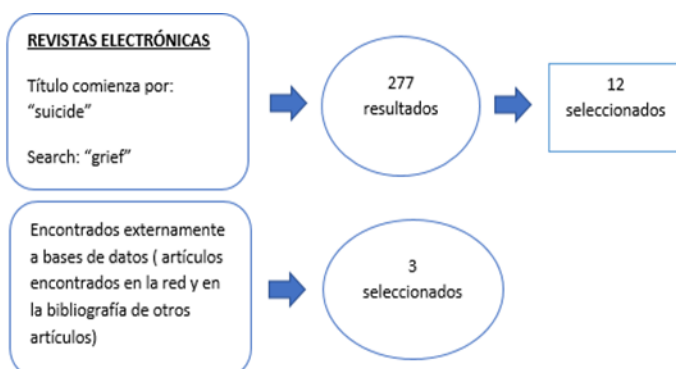 REVISTAS ELECTRÓNICAS
Título comienza por:
“suicide”
Search: “grief”
277
resultados
12
seleccionados
Encontrados externamente
a bases de datos ( artículos
encontrados en la red y en
la bibliografía de otros
artículos)
3
seleccionados